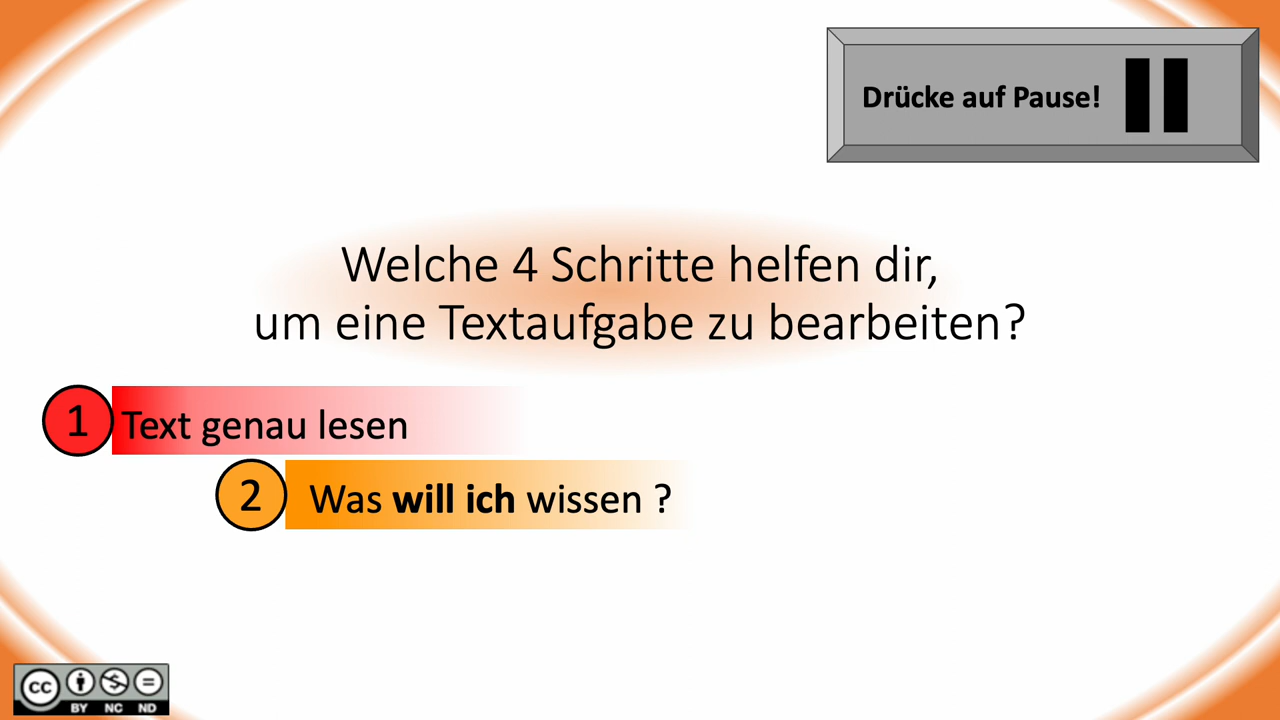 Drücke auf Pause!
Welche 4 Schritte helfen dir,
um eine Textaufgabe zu bearbeiten?
1 Text genau lesen
2 Was will ich wissen ?
cc BY NC ND